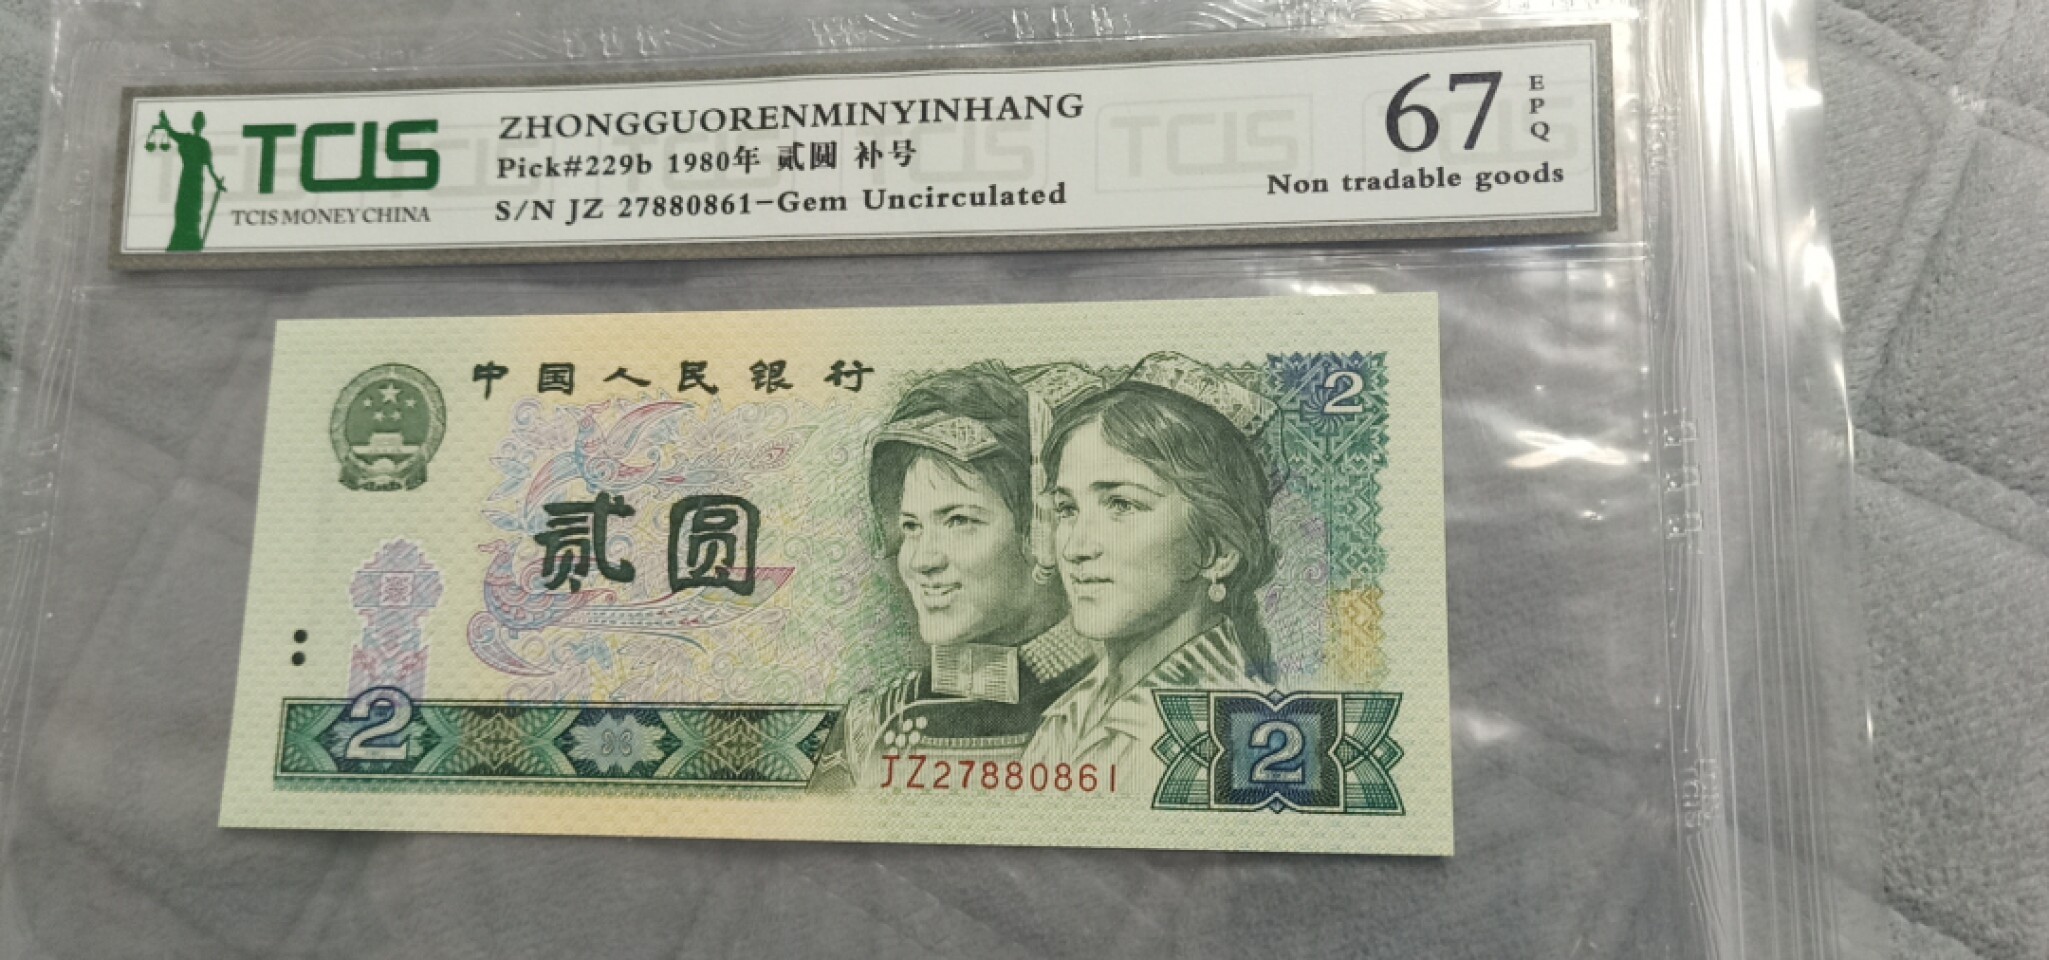 TCIS
TCIS MONEY CHINA
ZHONGGUORENMINYINHANG
Pick#229b 1980年 贰圆 补号
S/N JZ 27880861-Gem Uncirculated
67 EPQ
Non tradable goods
中国人民银行
2
贰圆
2
JZ27880861
2